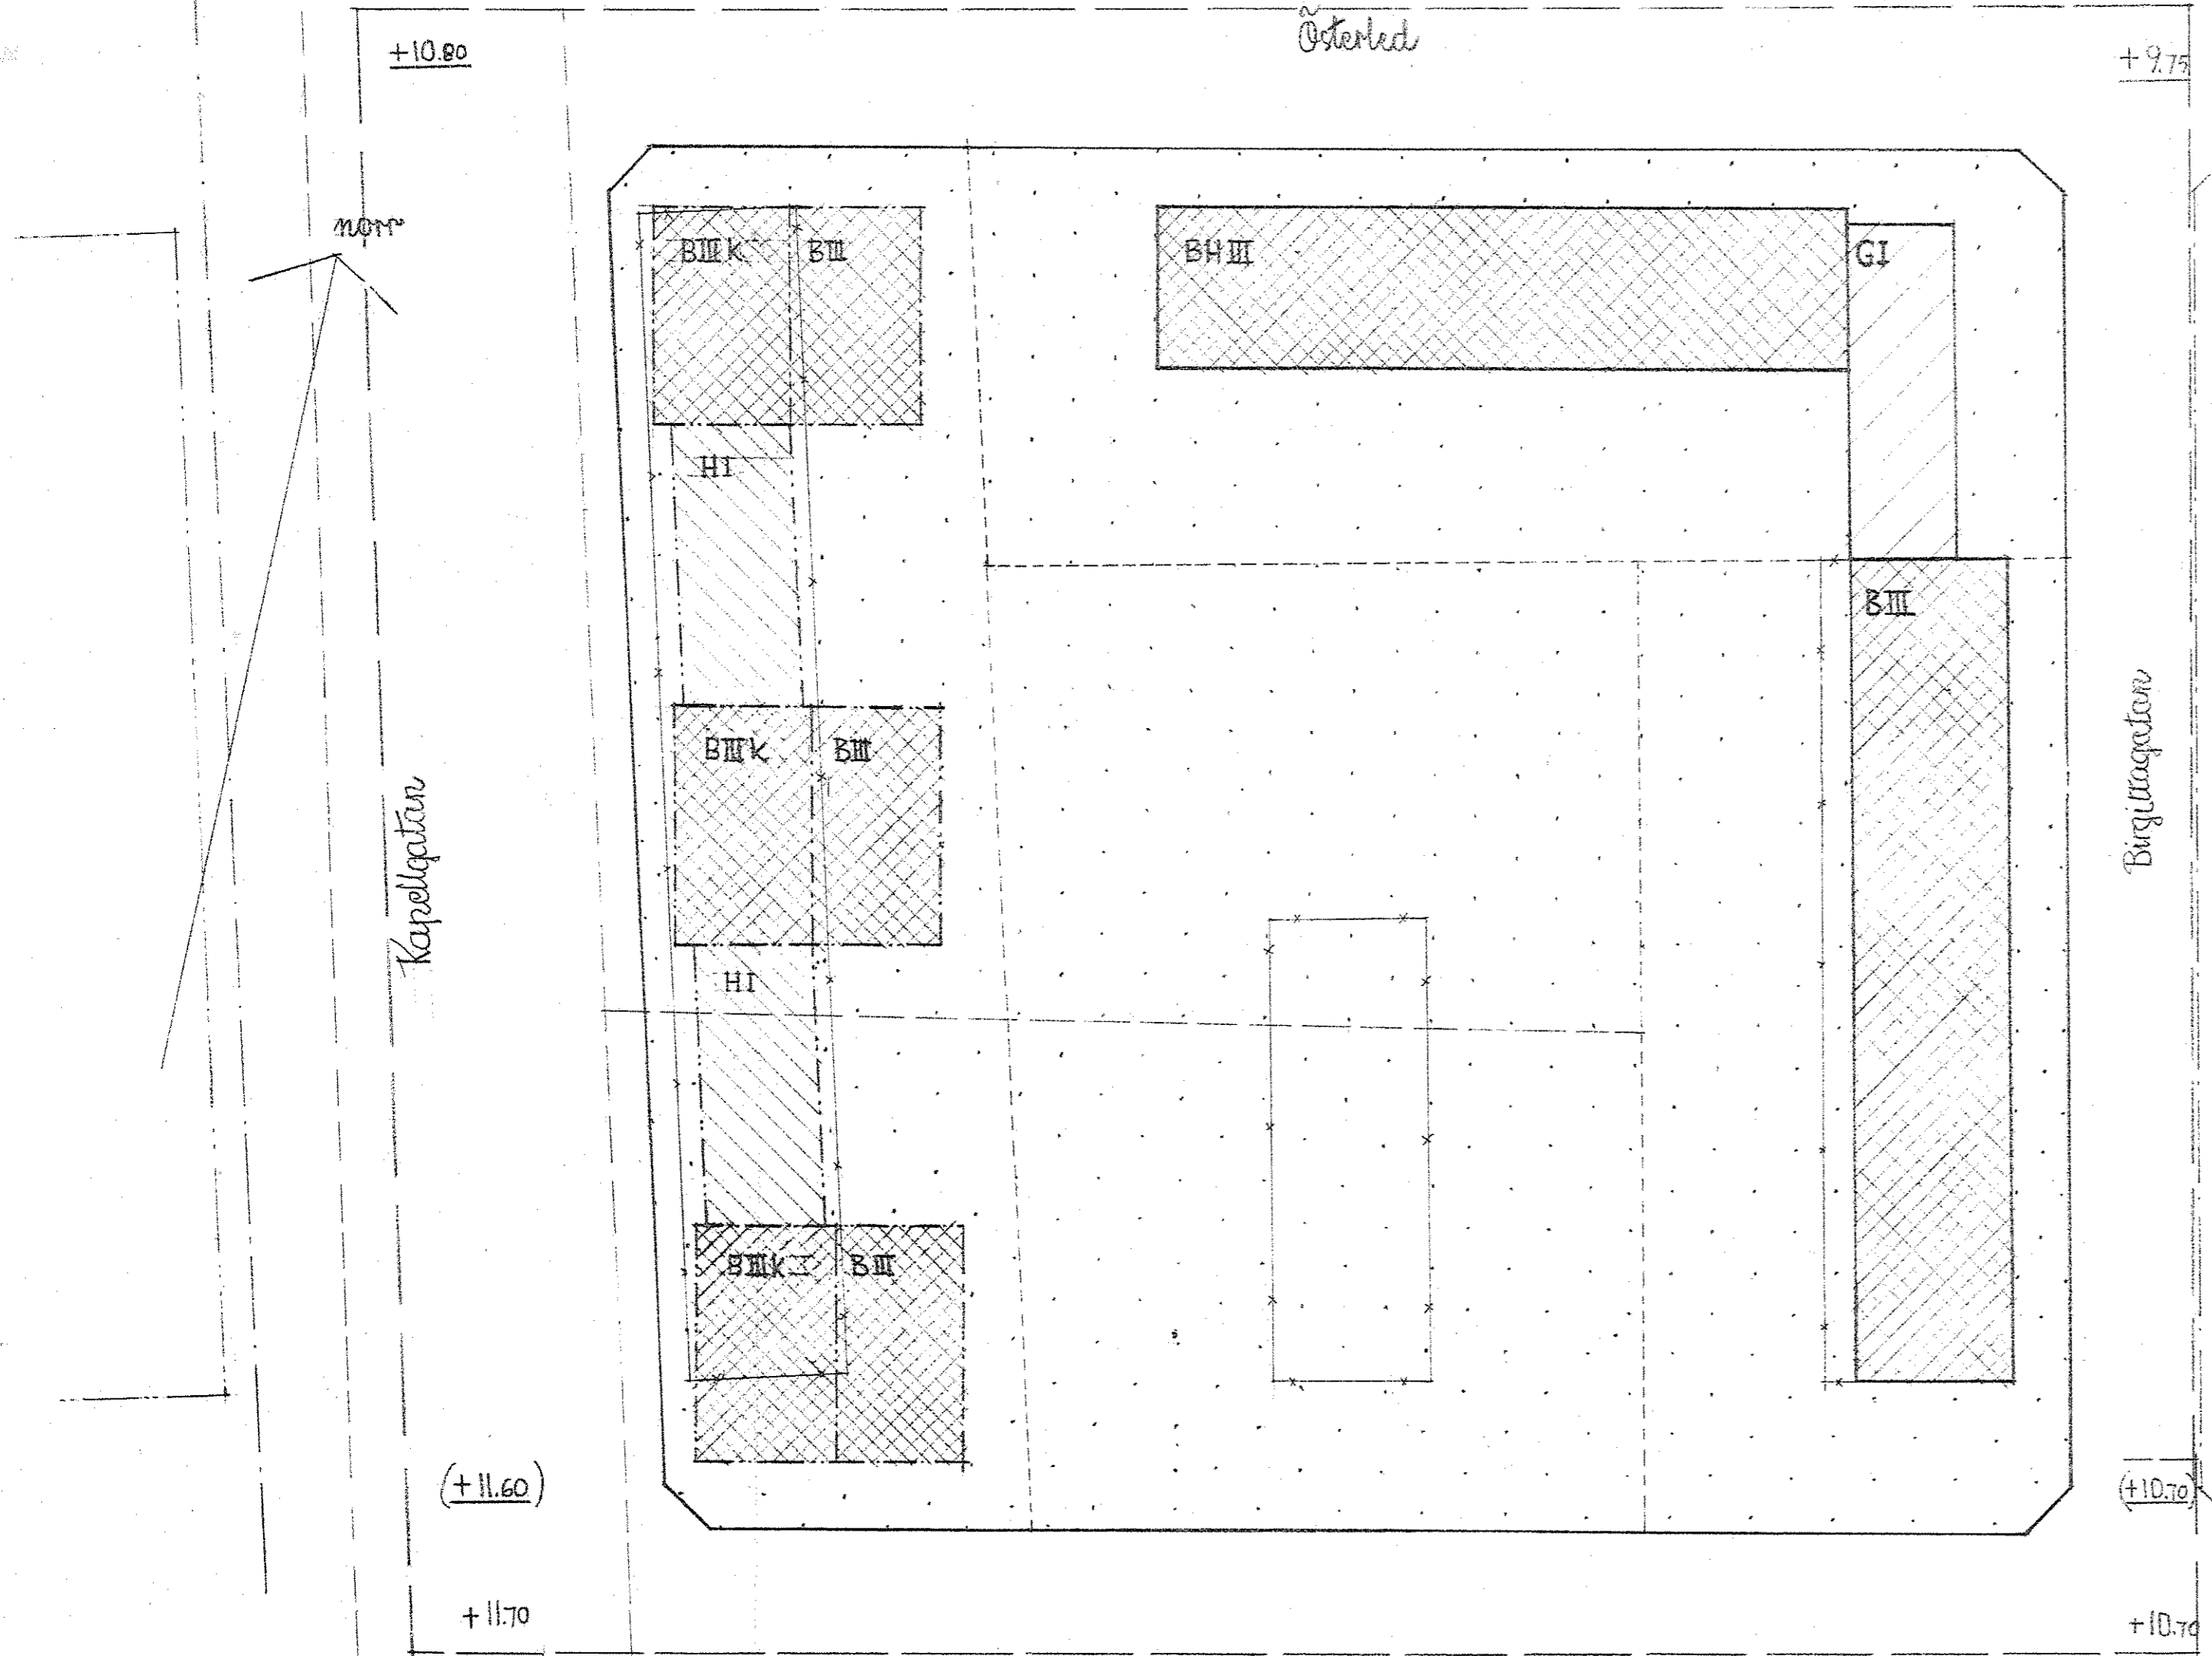 Österled
+10.80
+9.75
norr
BIIIK
BIII
BHIII
GI
HI
BIII
BIIIK
BIII
Kapellgatan
Birgittagatan
HI
BIIIK
BIII
(+11.60)
(+10.70)
+11.70
+10.70